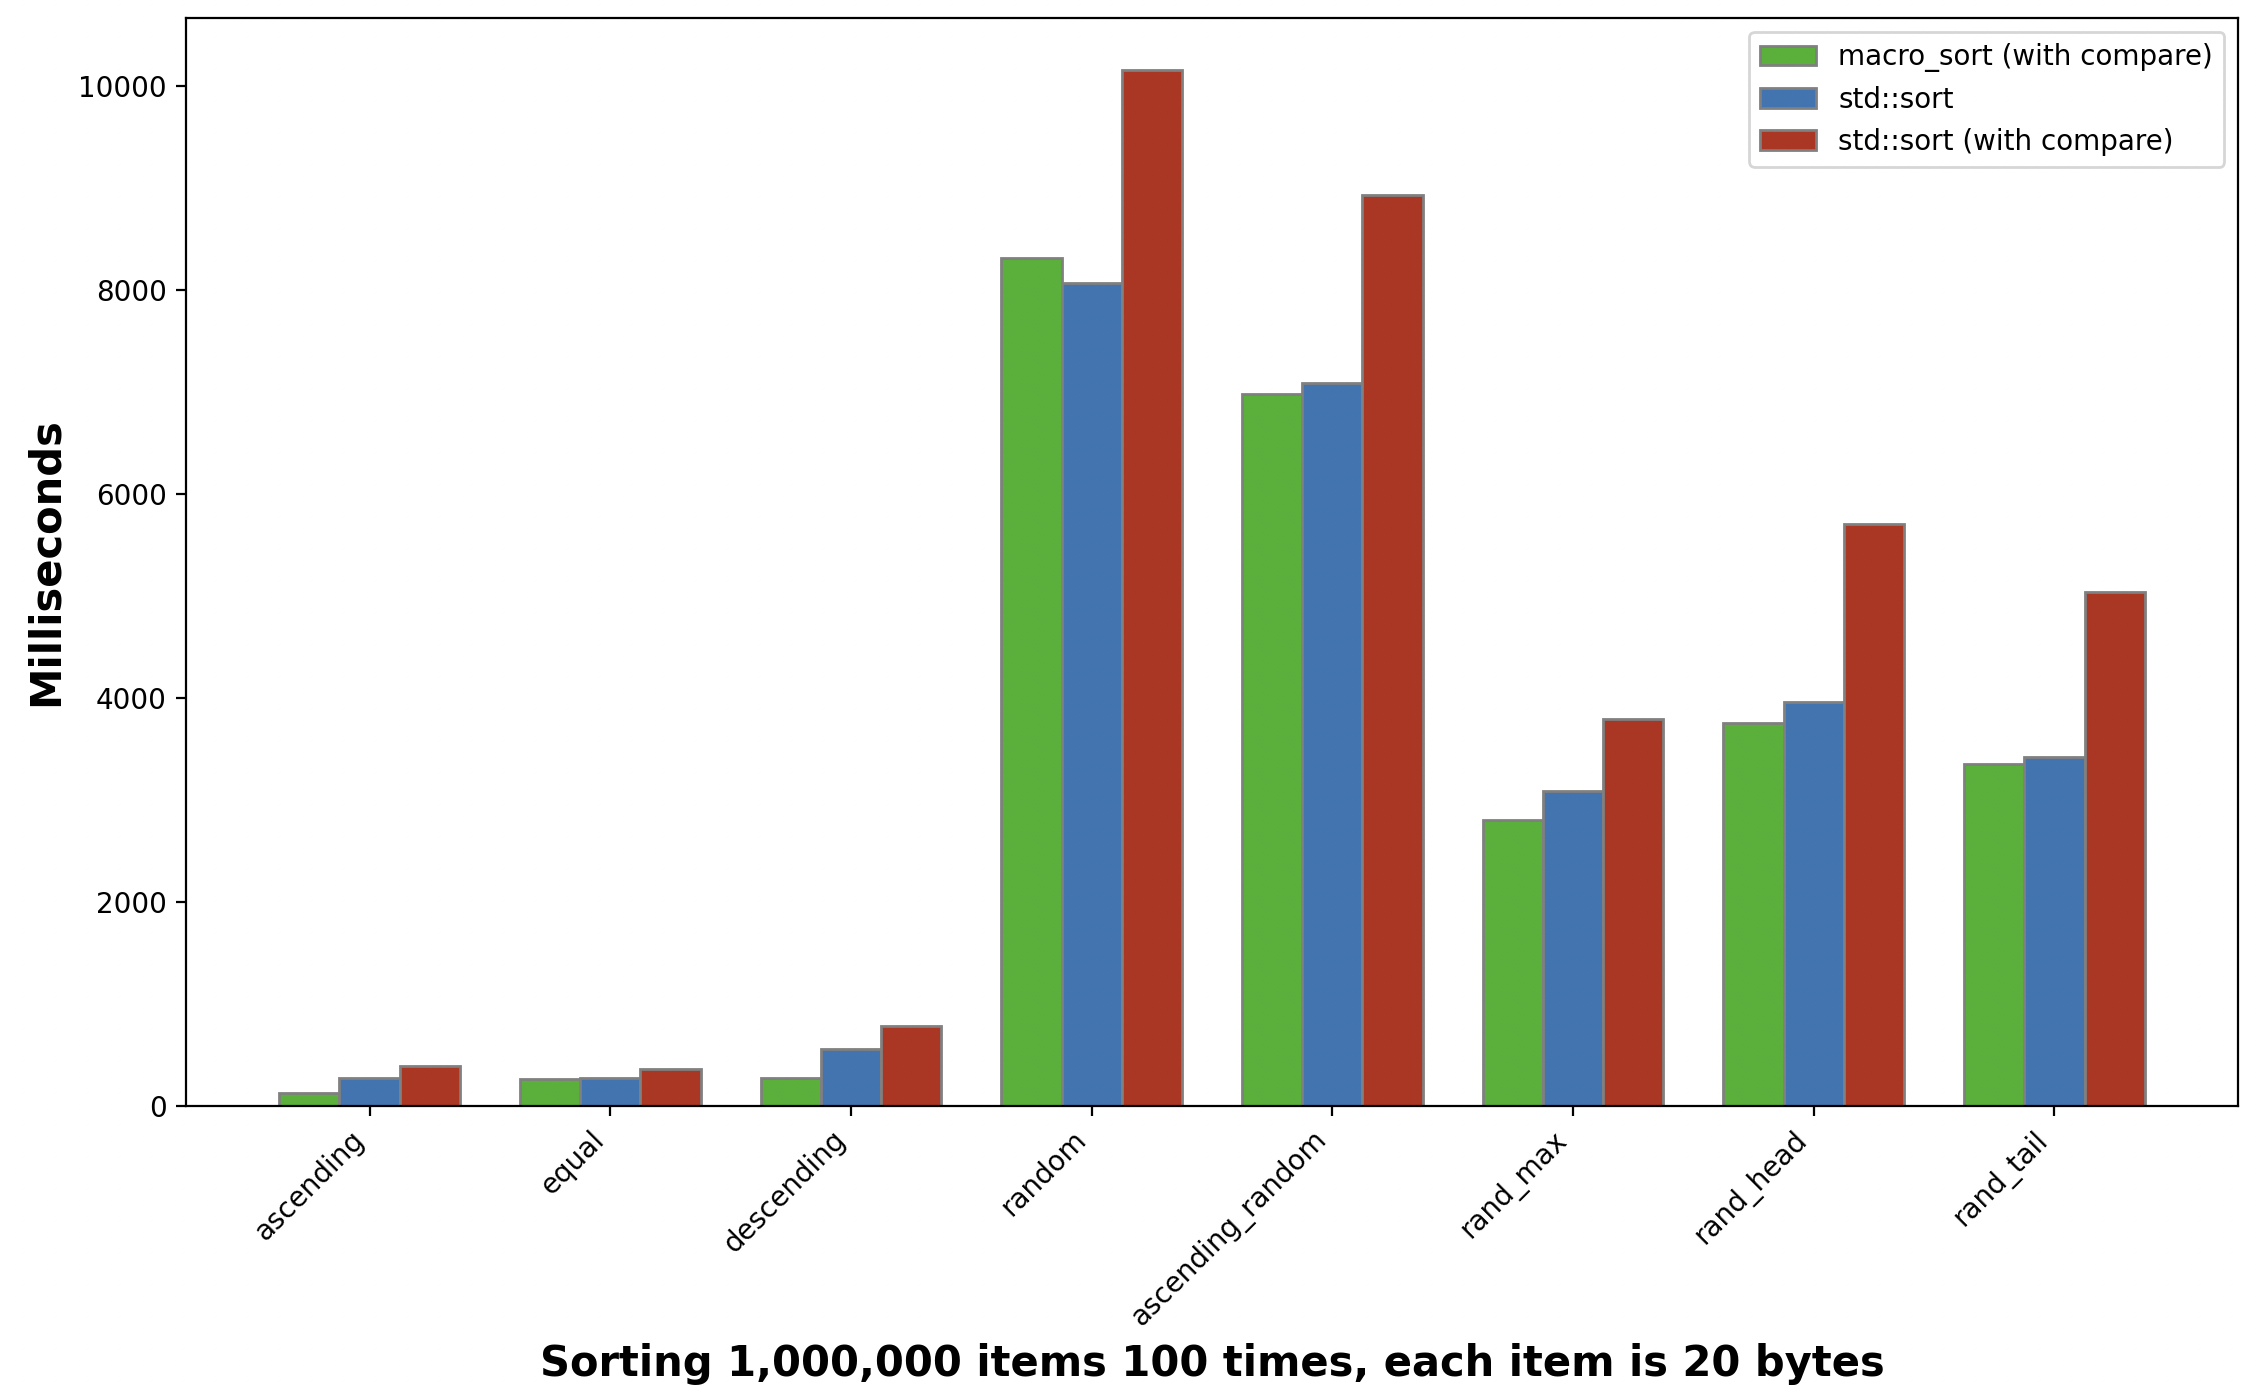 macro_sort (with compare)
std::sort
std::sort (with compare)
Milliseconds
10000
8000
6000
4000
2000
0
ascending
equal
descending
random
ascending_random
rand_max
rand_head
rand_tail
Sorting 1,000,000 items 100 times, each item is 20 bytes